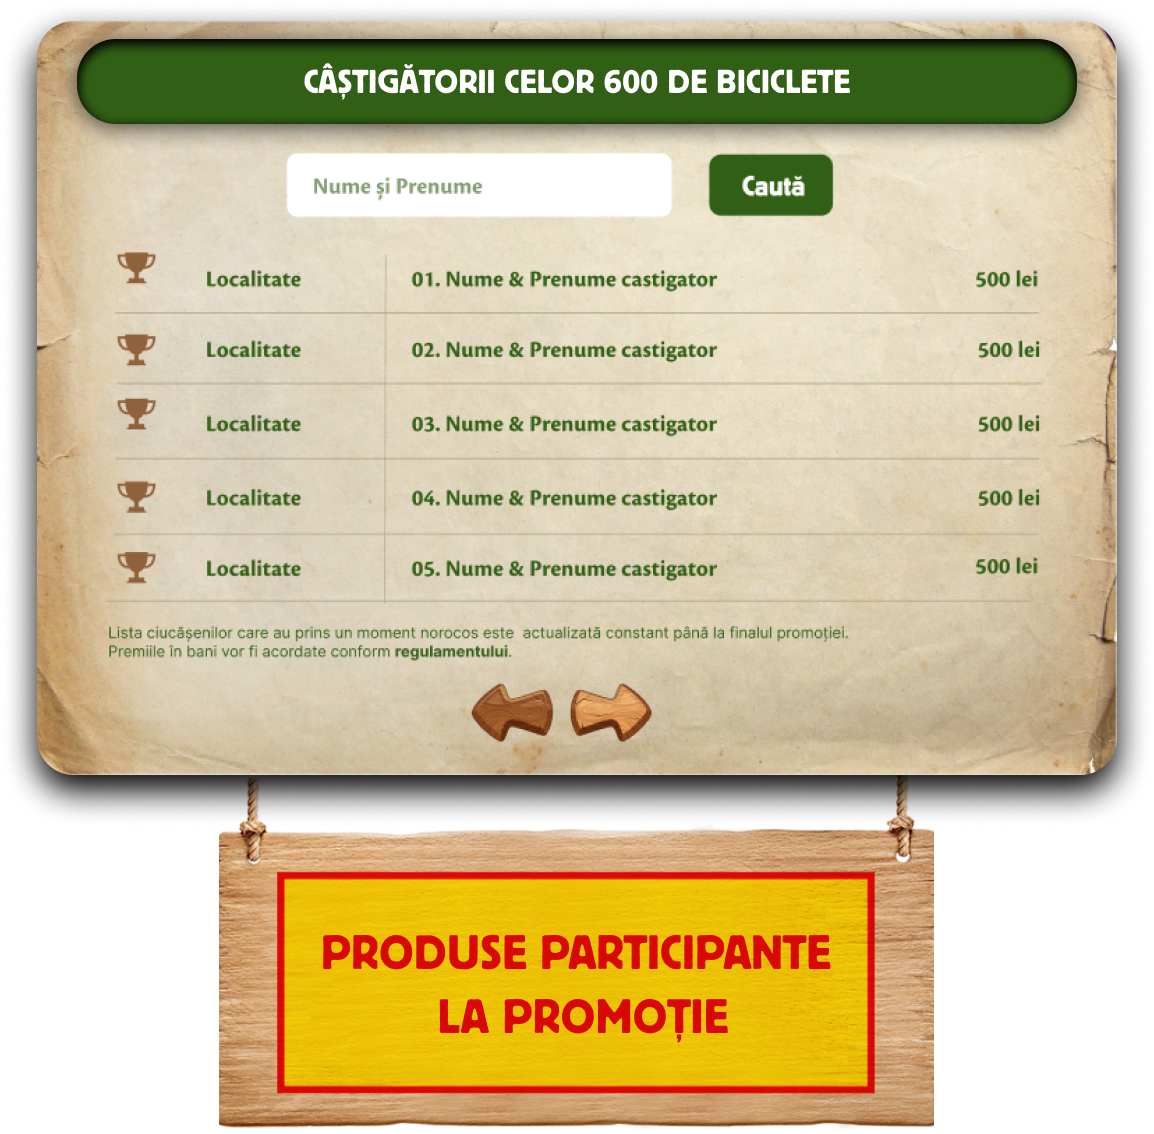 CÂȘTIGĂTORII CELOR 600 DE BICICLETE
Nume și Prenume
Caută
Localitate 01. Nume & Prenume castigator 500 lei
Localitate 02. Nume & Prenume castigator 500 lei
Localitate 03. Nume & Prenume castigator 500 lei
Localitate 04. Nume & Prenume castigator 500 lei
Localitate 05. Nume & Prenume castigator 500 lei
Lista ciucășenilor care au prins un moment norocos este actualizată constant până la finalul promoției.
Premiile în bani vor fi acordate conform regulamentului.
PRODUSE PARTICIPANTE
LA PROMOȚIE